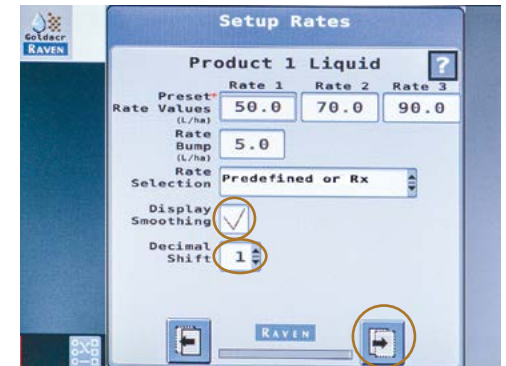 Setup Rates
Goldacr
RAVEN
Product 1 Liquid
?
Rate 1 Rate 2 Rate 3
Preset*
Rate Values 50.0 70.0 90.0
(L/ha)
Rate
Bump 5.0
(L/ha)
Rate
Selection Predefined or Rx
Display
Smoothing
Decimal
Shift 1
RAVEN